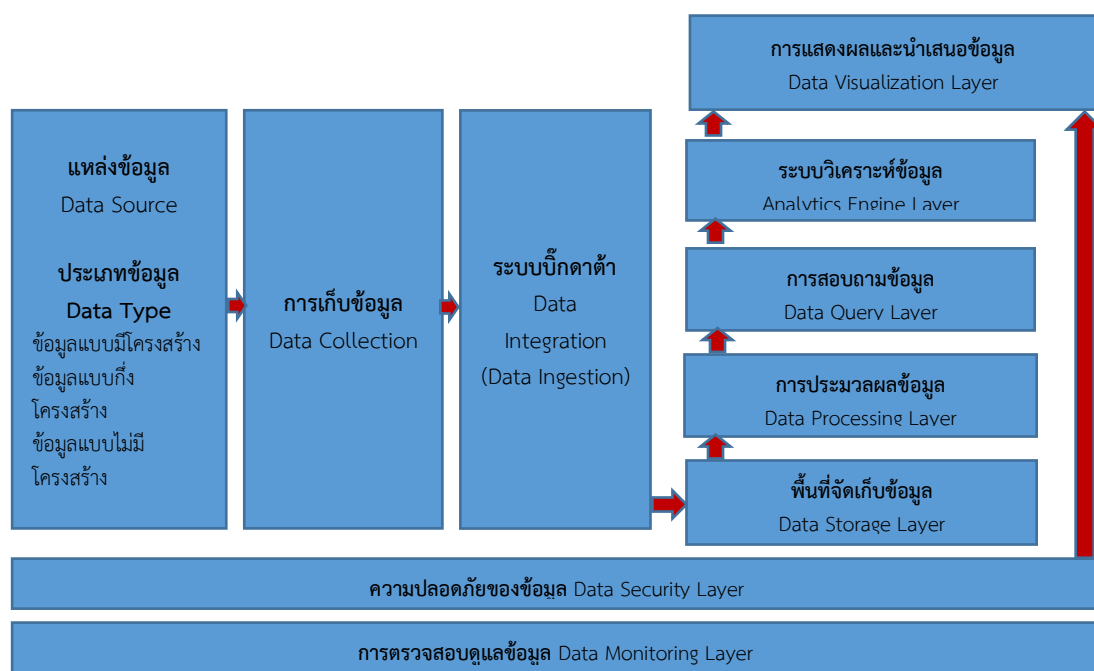 แหล่งข้อมูล
Data Source
ประเภทข้อมูล
Data Type
ข้อมูลแบบมีโครงสร้าง
ข้อมูลแบบกึ่ง
โครงสร้าง
ข้อมูลแบบไม่มี
โครงสร้าง
การเก็บข้อมูล
Data Collection
ระบบบิ๊กดาต้า
Data
Integration
(Data Ingestion)
การแสดงผลและนำเสนอข้อมูล
Data Visualization Layer
ระบบวิเคราะห์ข้อมูล
Analytics Engine Layer
การสอบถามข้อมูล
Data Query Layer
การประมวลผลข้อมูล
Data Processing Layer
พื้นที่จัดเก็บข้อมูล
Data Storage Layer
ความปลอดภัยของข้อมูล Data Security Layer
การตรวจสอบดูแลข้อมูล Data Monitoring Layer